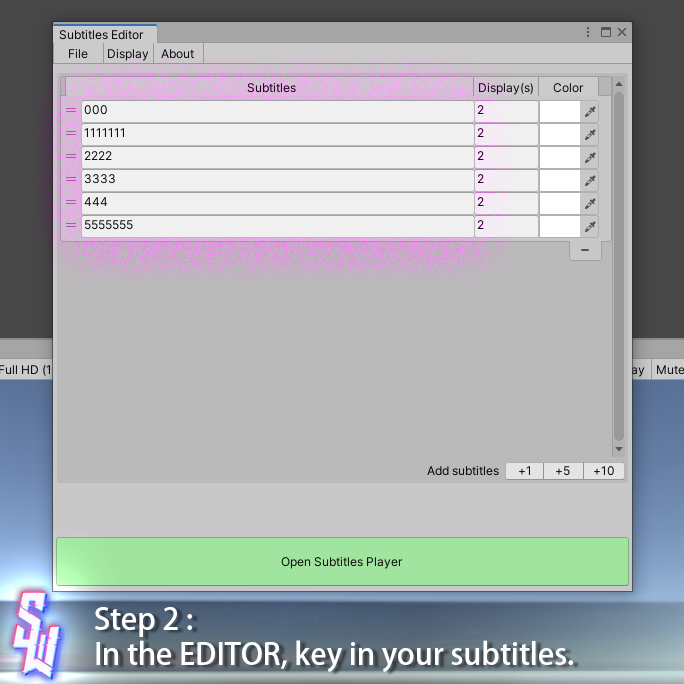 Subtitles Editor
File Display About
Subtitles Display(s) Color
000 2
1111111 2
2222 2
3333 2
444 2
5555555 2
Full HD (1
ay Mute
Add subtitles +1 +5 +10
Open Subtitles Player
SW
Step 2 :
In the EDITOR, key in your subtitles.